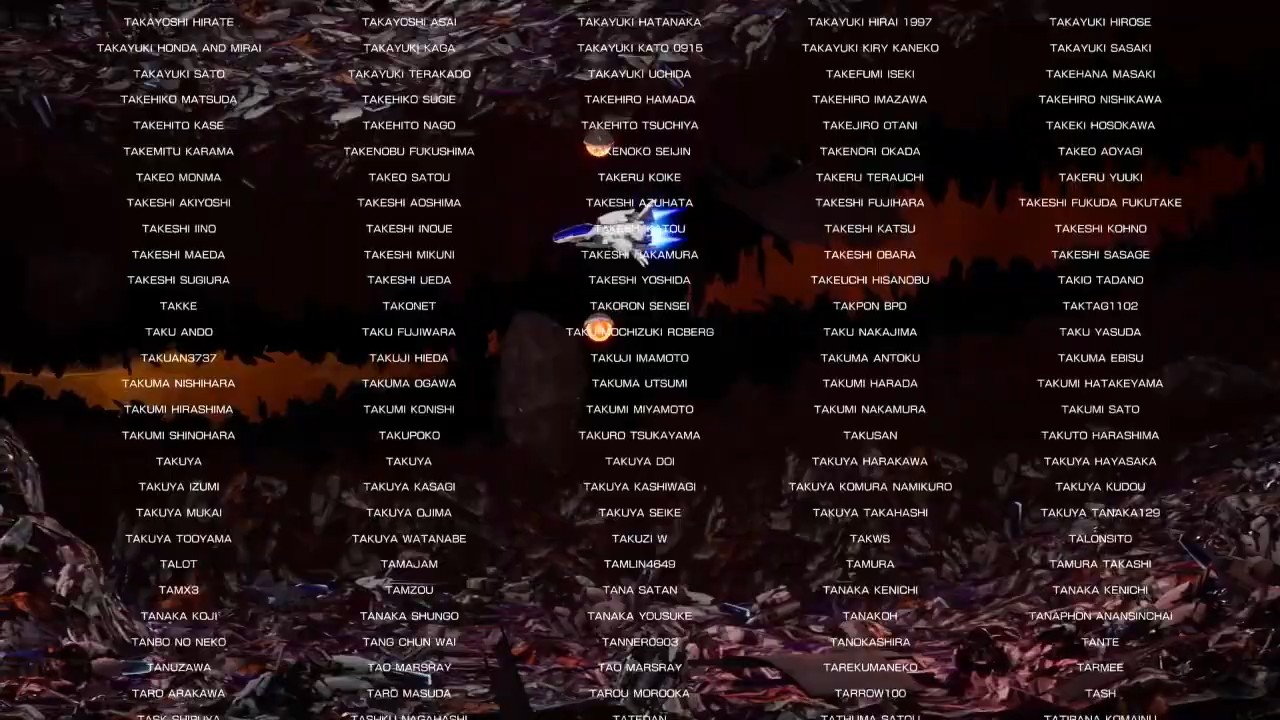 TAKAYOSHI HIRATE TAKAYOSHI ASAI TAKAYUKI HATANAKA TAKAYUKI HIRAI 1997 TAKAYUKI HIROSE
TAKAYUKI HONDA AND MIRAI TAKAYUKI KAGA TAKAYUKI KATO 0915 TAKAYUKI KIRY KANEKO TAKAYUKI SASAKI
TAKAYUKI SATO TAKAYUKI TERAKADO TAKAYUKI UCHIDA TAKEFUMI ISEKI TAKEHANA MASAKI
TAKEHIKO MATSUDA TAKEHIKO SUGIE TAKEHIRO HAMADA TAKEHIRO IMAZAWA TAKEHIRO NISHIKAWA
TAKEHITO KASE TAKEHITO NAGO TAKEHITO TSUCHIYA TAKEJIRO OTANI TAKEKI HOSOKAWA
TAKEMITU KARAMA TAKENOBU FUKUSHIMA TAKENOKO SEIJIN TAKENORI OKADA TAKEO AOYAGI
TAKEO MONMA TAKEO SATOU TAKERU KOIKE TAKERU TERAUCHI TAKERU YUUKI
TAKESHI AKIYOSHI TAKESHI AOSHIMA TAKESHI AZUHATA TAKESHI FUJIHARA TAKESHI FUKUDA FUKUTAKE
TAKESHI IINO TAKESHI INOUE TAKESHI KATOU TAKESHI KATSU TAKESHI KOHNO
TAKESHI MAEDA TAKESHI MIKUNI TAKESHI NAKAMURA TAKESHI OBARA TAKESHI SASAGE
TAKESHI SUGIURA TAKESHI UEDA TAKESHI YOSHIDA TAKEUCHI HISANOBU TAKIO TADANO
TAKKE TAKONET TAKORON SENSEI TAKPON BPD TAKTAG1102
TAKU ANDO TAKU FUJIWARA TAKU MOCHIZUKI RCBERG TAKU NAKAJIMA TAKU YASUDA
TAKUAN3737 TAKUJI HIEDA TAKUJI IMAMOTO TAKUMA ANTOKU TAKUMA EBISU
TAKUMA NISHIHARA TAKUMA OGAWA TAKUMA UTSUMI TAKUMI HARADA TAKUMI HATAKEYAMA
TAKUMI HIRASHIMA TAKUMI KONISHI TAKUMI MIYAMOTO TAKUMI NAKAMURA TAKUMI SATO
TAKUMI SHINOHARA TAKUPOKO TAKURO TSUKAYAMA TAKUSAN TAKUTO HARASHIMA
TAKUYA TAKUYA TAKUYA DOI TAKUYA HARAKAWA TAKUYA HAYASAKA
TAKUYA IZUMI TAKUYA KASAGI TAKUYA KASHIWAGI TAKUYA KOMURA NAMIKURO TAKUYA KUDOU
TAKUYA MUKAI TAKUYA OJIMA TAKUYA SEIKE TAKUYA TAKAHASHI TAKUYA TANAKA129
TAKUYA TOOYAMA TAKUYA WATANABE TAKUZI W TAKWS TALONSITO
TALOT TAMAJAM TAMLIN4649 TAMURA TAMURA TAKASHI
TAMX3 TAMZOU TANA SATAN TANAKA KENICHI TANAKA KENICHI
TANAKA KOJI TANAKA SHUNGO TANAKA YOUSUKE TANAKOH TANAPHON ANANSINCHAI
TANBO NO NEKO TANG CHUN WAI TANNER0903 TANOKASHIRA TANTE
TANUZAWA TAO MARSRAY TAO MARSRAY TAREKUMANEKO TARMEE
TARO ARAKAWA TARO MASUDA TAROU MOROOKA TARROW100 TASH
TASK SHIBUYA TASHKU NAGAHASHI TATEDAN TATHUMA SATOU TATIBANA KOMAINU